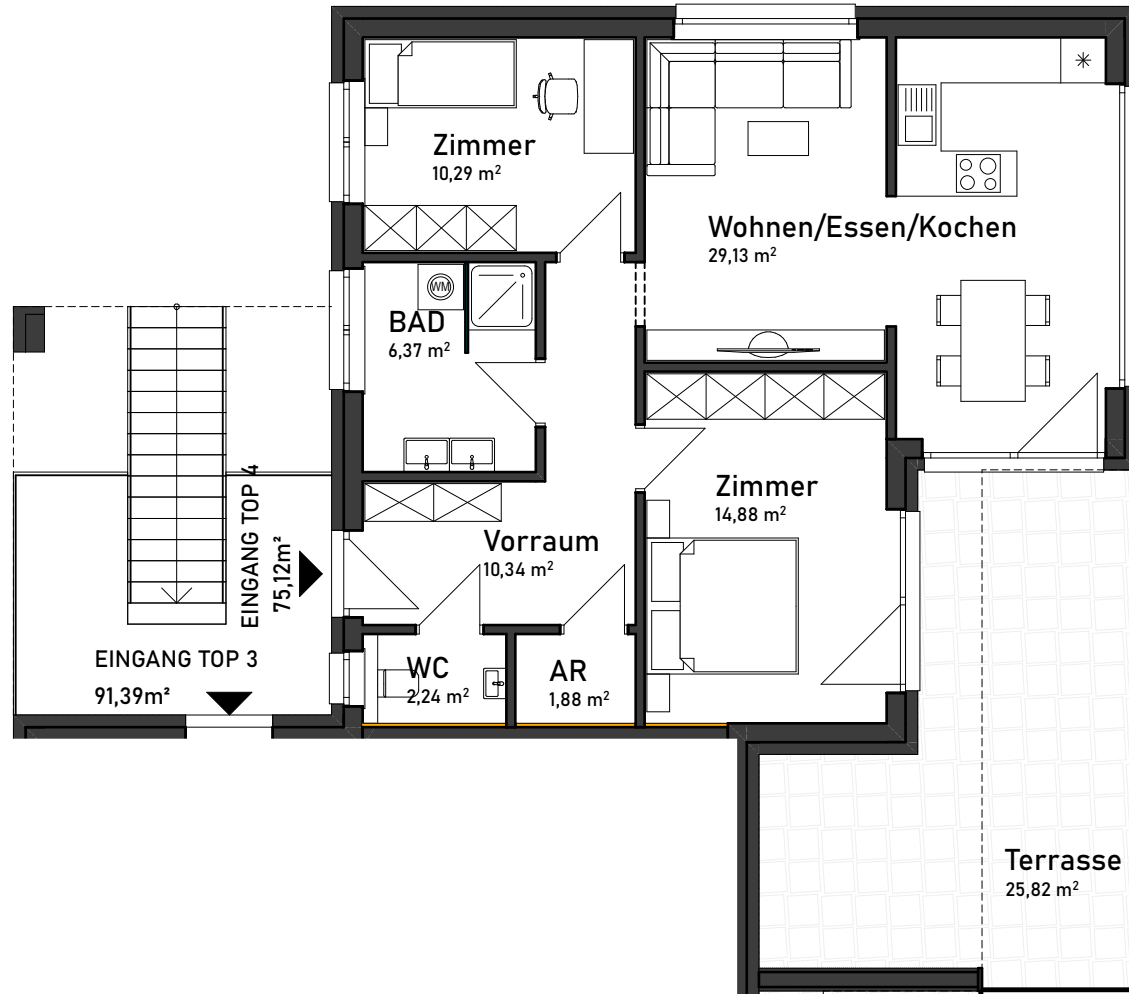 Zimmer
10,29 m²
Wohnen/Essen/Kochen
29,13 m²
WM
BAD
6,37 m²
Zimmer
14,88 m²
Vorraum
10,34 m²
EINGANG TOP 4
75,12m²
EINGANG TOP 3
91,39m²
WC
2,24 m²
AR
1,88 m²
Terrasse
25,82 m²